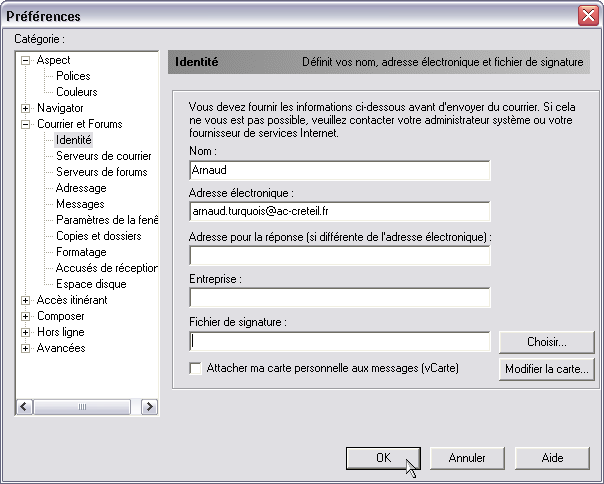 Préférences
Catégorie :
Aspect
Polices
Couleurs
Navigator
Courrier et Forums
Identité
Serveurs de courrier
Serveurs de forums
Adressage
Messages
Paramètres de la fenê
Copies et dossiers
Formatage
Accusés de réception
Espace disque
Accès itinérant
Composer
Hors ligne
Avancées
Identité Définit vos nom, adresse électronique et fichier de signature
Vous devez fournir les informations ci-dessous avant d'envoyer du courrier. Si cela
ne vous est pas possible, veuillez contacter votre administrateur système ou votre
fournisseur de services Internet.
Nom :
Arnaud
Adresse électronique :
arnaud.turquois@ac-creteil.fr
Adresse pour la réponse (si différente de l'adresse électronique) :
Entreprise :
Fichier de signature :
Choisir...
Attacher ma carte personnelle aux messages (vCarte)
Modifier la carte...
OK Annuler Aide